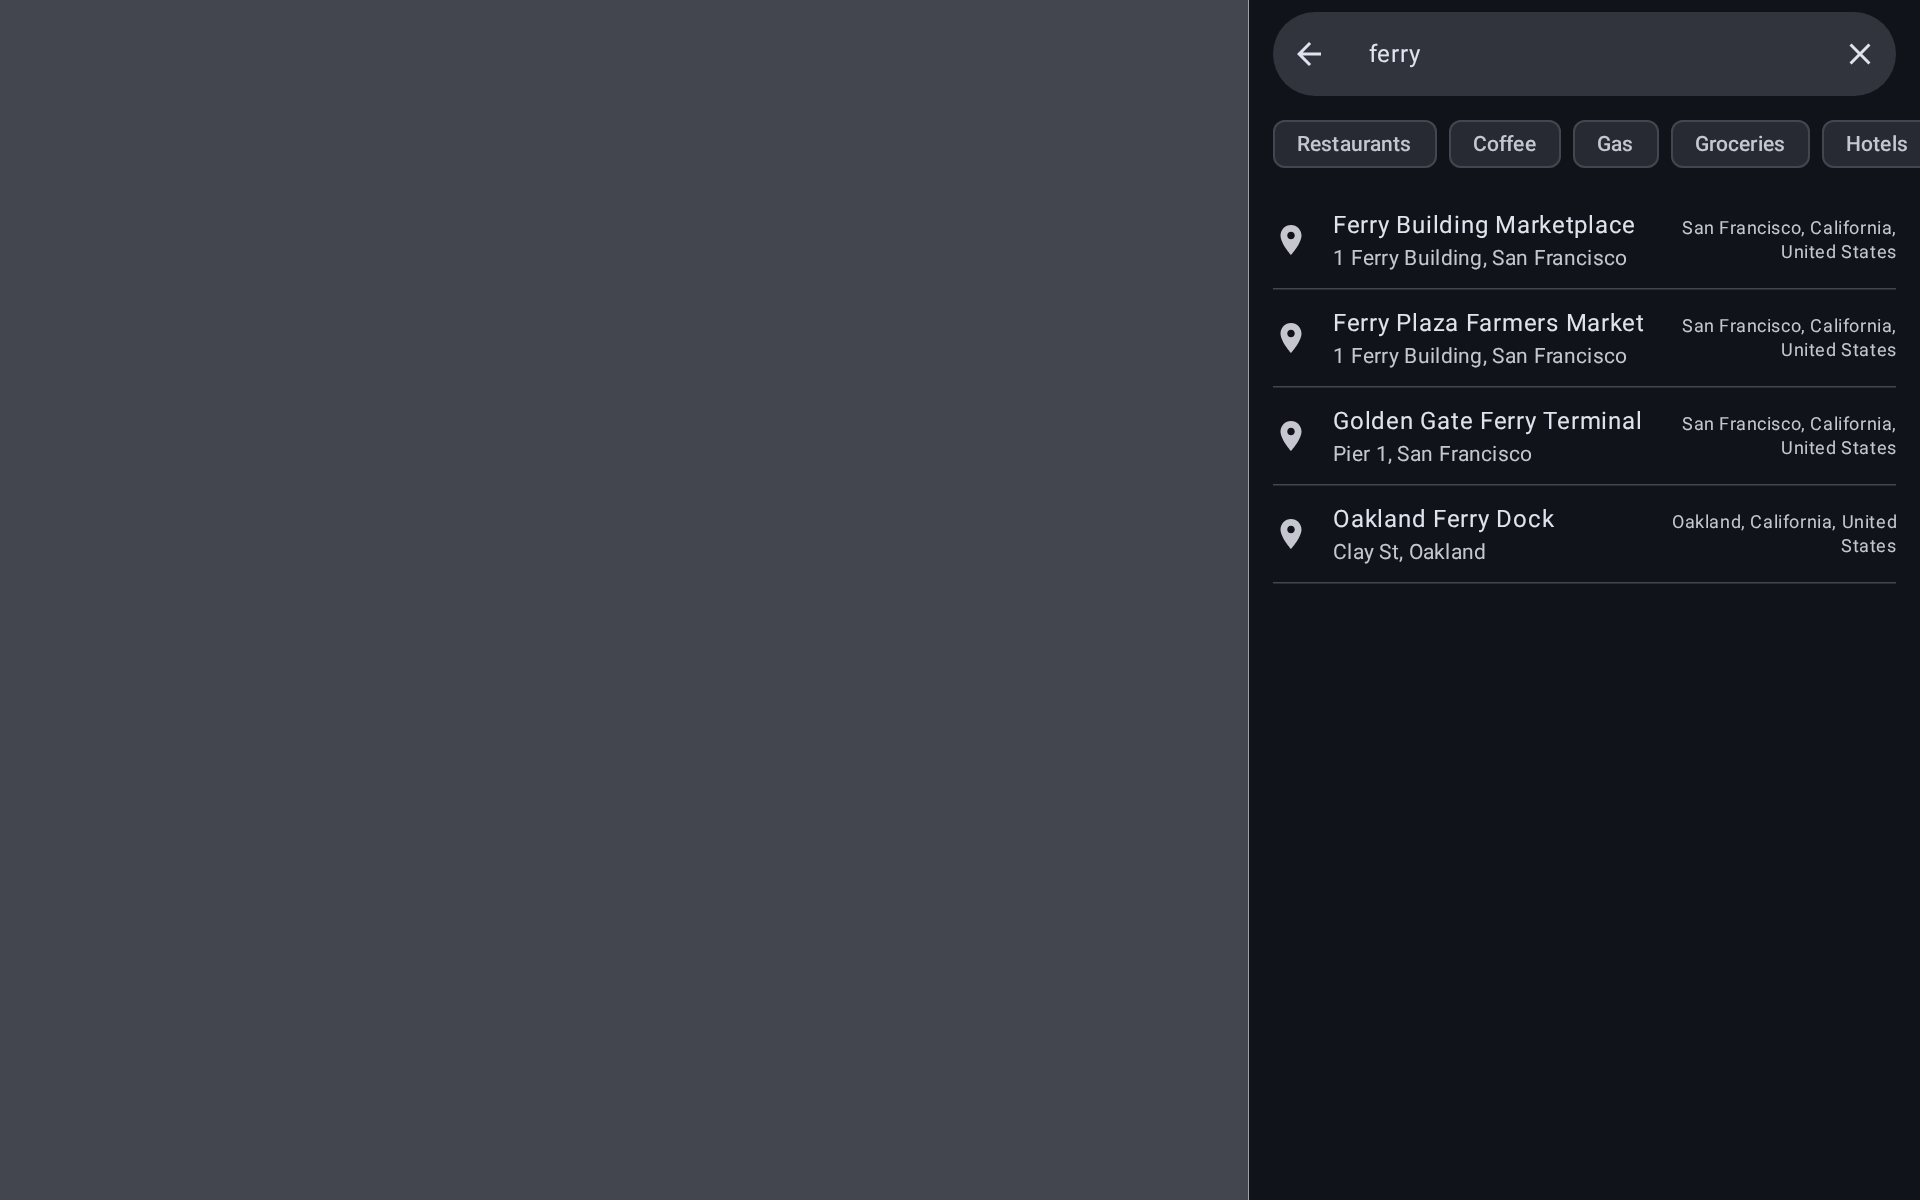 ferry
Restaurants
Coffee
Gas
Groceries
Hotels
Ferry Building Marketplace
1 Ferry Building, San Francisco
San Francisco, California,
United States
Ferry Plaza Farmers Market
1 Ferry Building, San Francisco
San Francisco, California,
United States
Golden Gate Ferry Terminal
Pier 1, San Francisco
San Francisco, California,
United States
Oakland Ferry Dock
Clay St, Oakland
Oakland, California, United
States